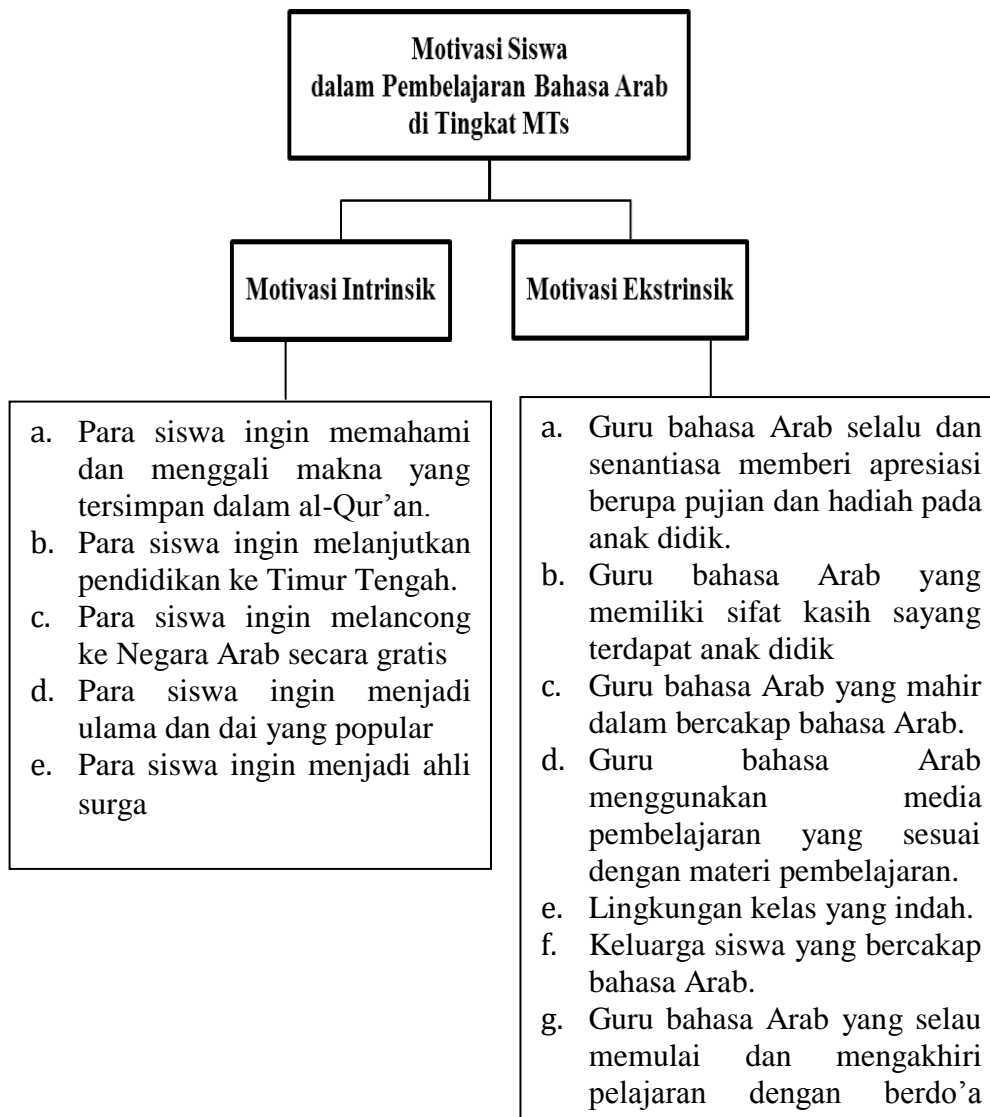 Motivasi Siswa
dalam Pembelajaran Bahasa Arab
di Tingkat MTs
Motivasi Intrinsik
Motivasi Ekstrinsik
a. Para siswa ingin memahami
dan menggali makna yang
tersimpan dalam al-Qur’an.
b. Para siswa ingin melanjutkan
pendidikan ke Timur Tengah.
c. Para siswa ingin melancong
ke Negara Arab secara gratis
d. Para siswa ingin menjadi
ulama dan dai yang popular
e. Para siswa ingin menjadi ahli
surga
a. Guru bahasa Arab selalu dan
senantiasa memberi apresiasi
berupa pujian dan hadiah pada
anak didik.
b. Guru bahasa Arab yang
memiliki sifat kasih sayang
terdapat anak didik
c. Guru bahasa Arab yang mahir
dalam bercakap bahasa Arab.
d. Guru bahasa Arab
menggunakan media
pembelajaran yang sesuai
dengan materi pembelajaran.
e. Lingkungan kelas yang indah.
f. Keluarga siswa yang bercakap
bahasa Arab.
g. Guru bahasa Arab yang selau
memulai dan mengakhiri
pelajaran dengan berdo’a